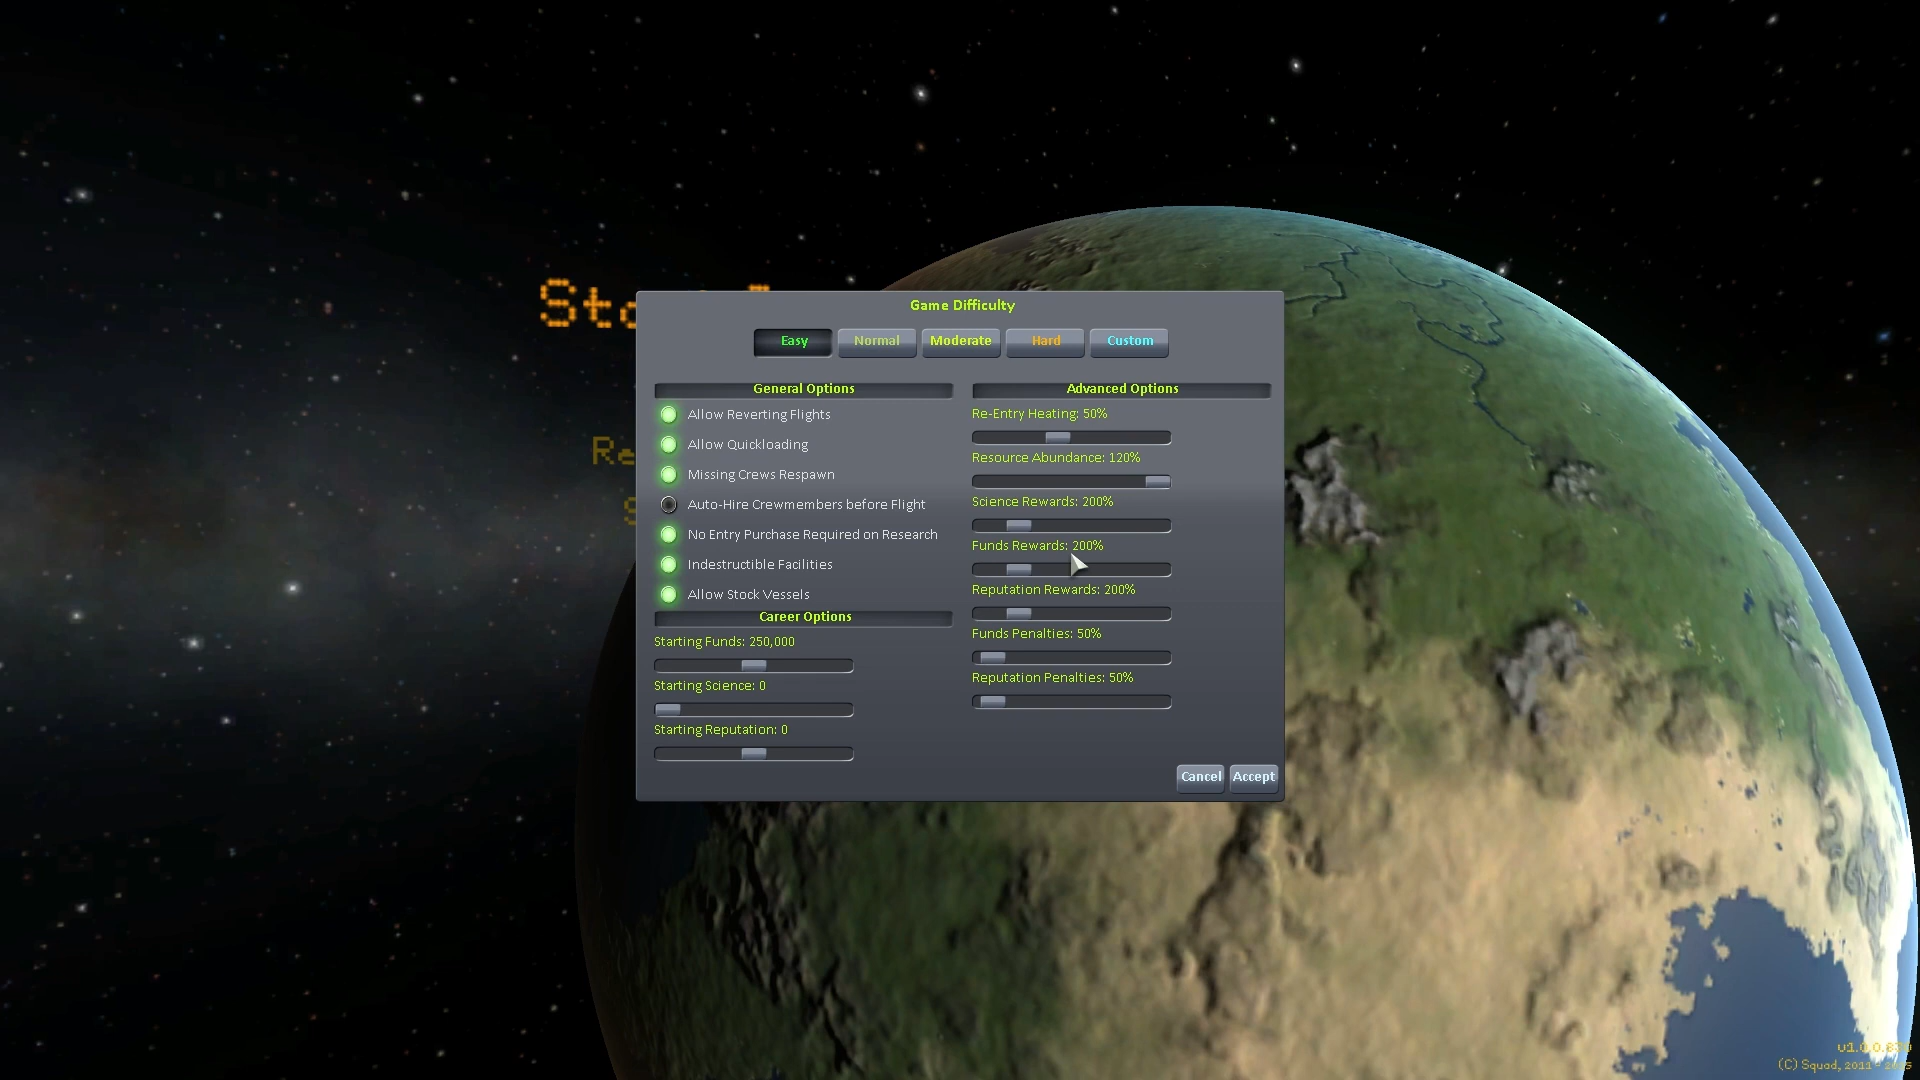 Game Difficulty
Easy Normal Moderate Hard Custom
General Options
Allow Reverting Flights
Allow Quickloading
Missing Crews Respawn
Auto-Hire Crewmembers before Flight
No Entry Purchase Required on Research
Indestructible Facilities
Allow Stock Vessels
Career Options
Starting Funds: 250,000
Starting Science: 0
Starting Reputation: 0
Advanced Options
Re-Entry Heating: 50%
Resource Abundance: 120%
Science Rewards: 200%
Funds Rewards: 200%
Reputation Rewards: 200%
Funds Penalties: 50%
Reputation Penalties: 50%
Cancel Accept
(C) Squad,